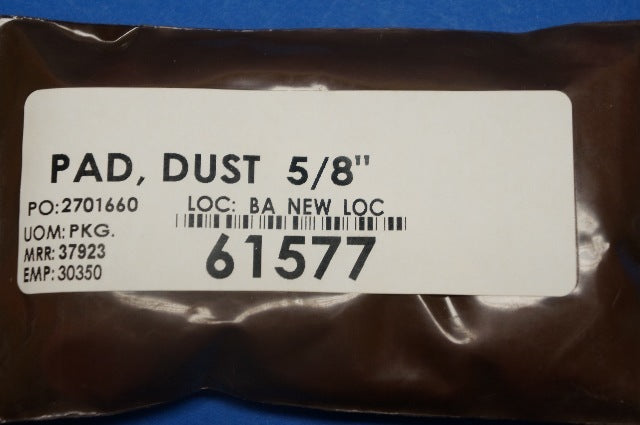 PAD, DUST 5/8"
PO:2701660 LOC: BA NEW LOC
UOM: PKG.
MRR: 37923
EMP: 30350
61577